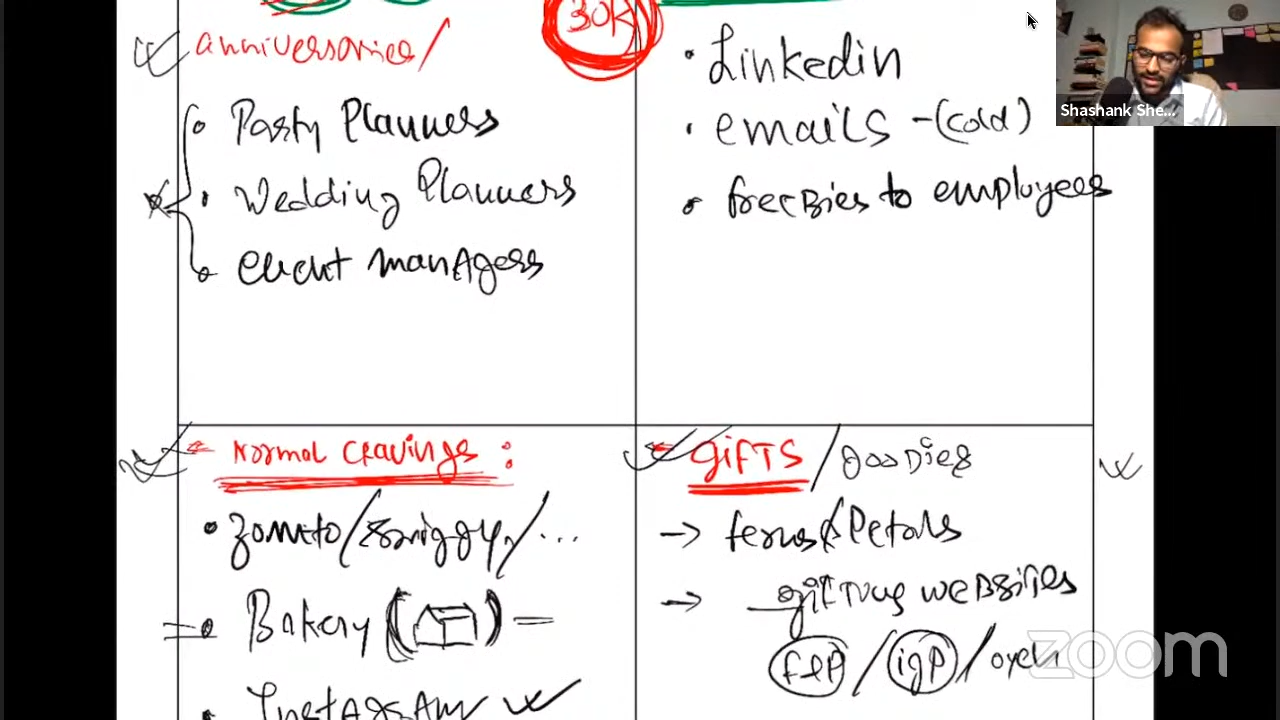 30k
anniversaries/
Party Planners
Wedding Planners
Event managers
• Linkedin
• emails - (cold)
• freebies to employees
Shashank She...
Normal Cravings :
• Zomato/Swiggy/...
Bakery
Instagram
GIFTS / Goodies
→ ferns & Petals
→ gifting websites
fnp / igp /
zoom